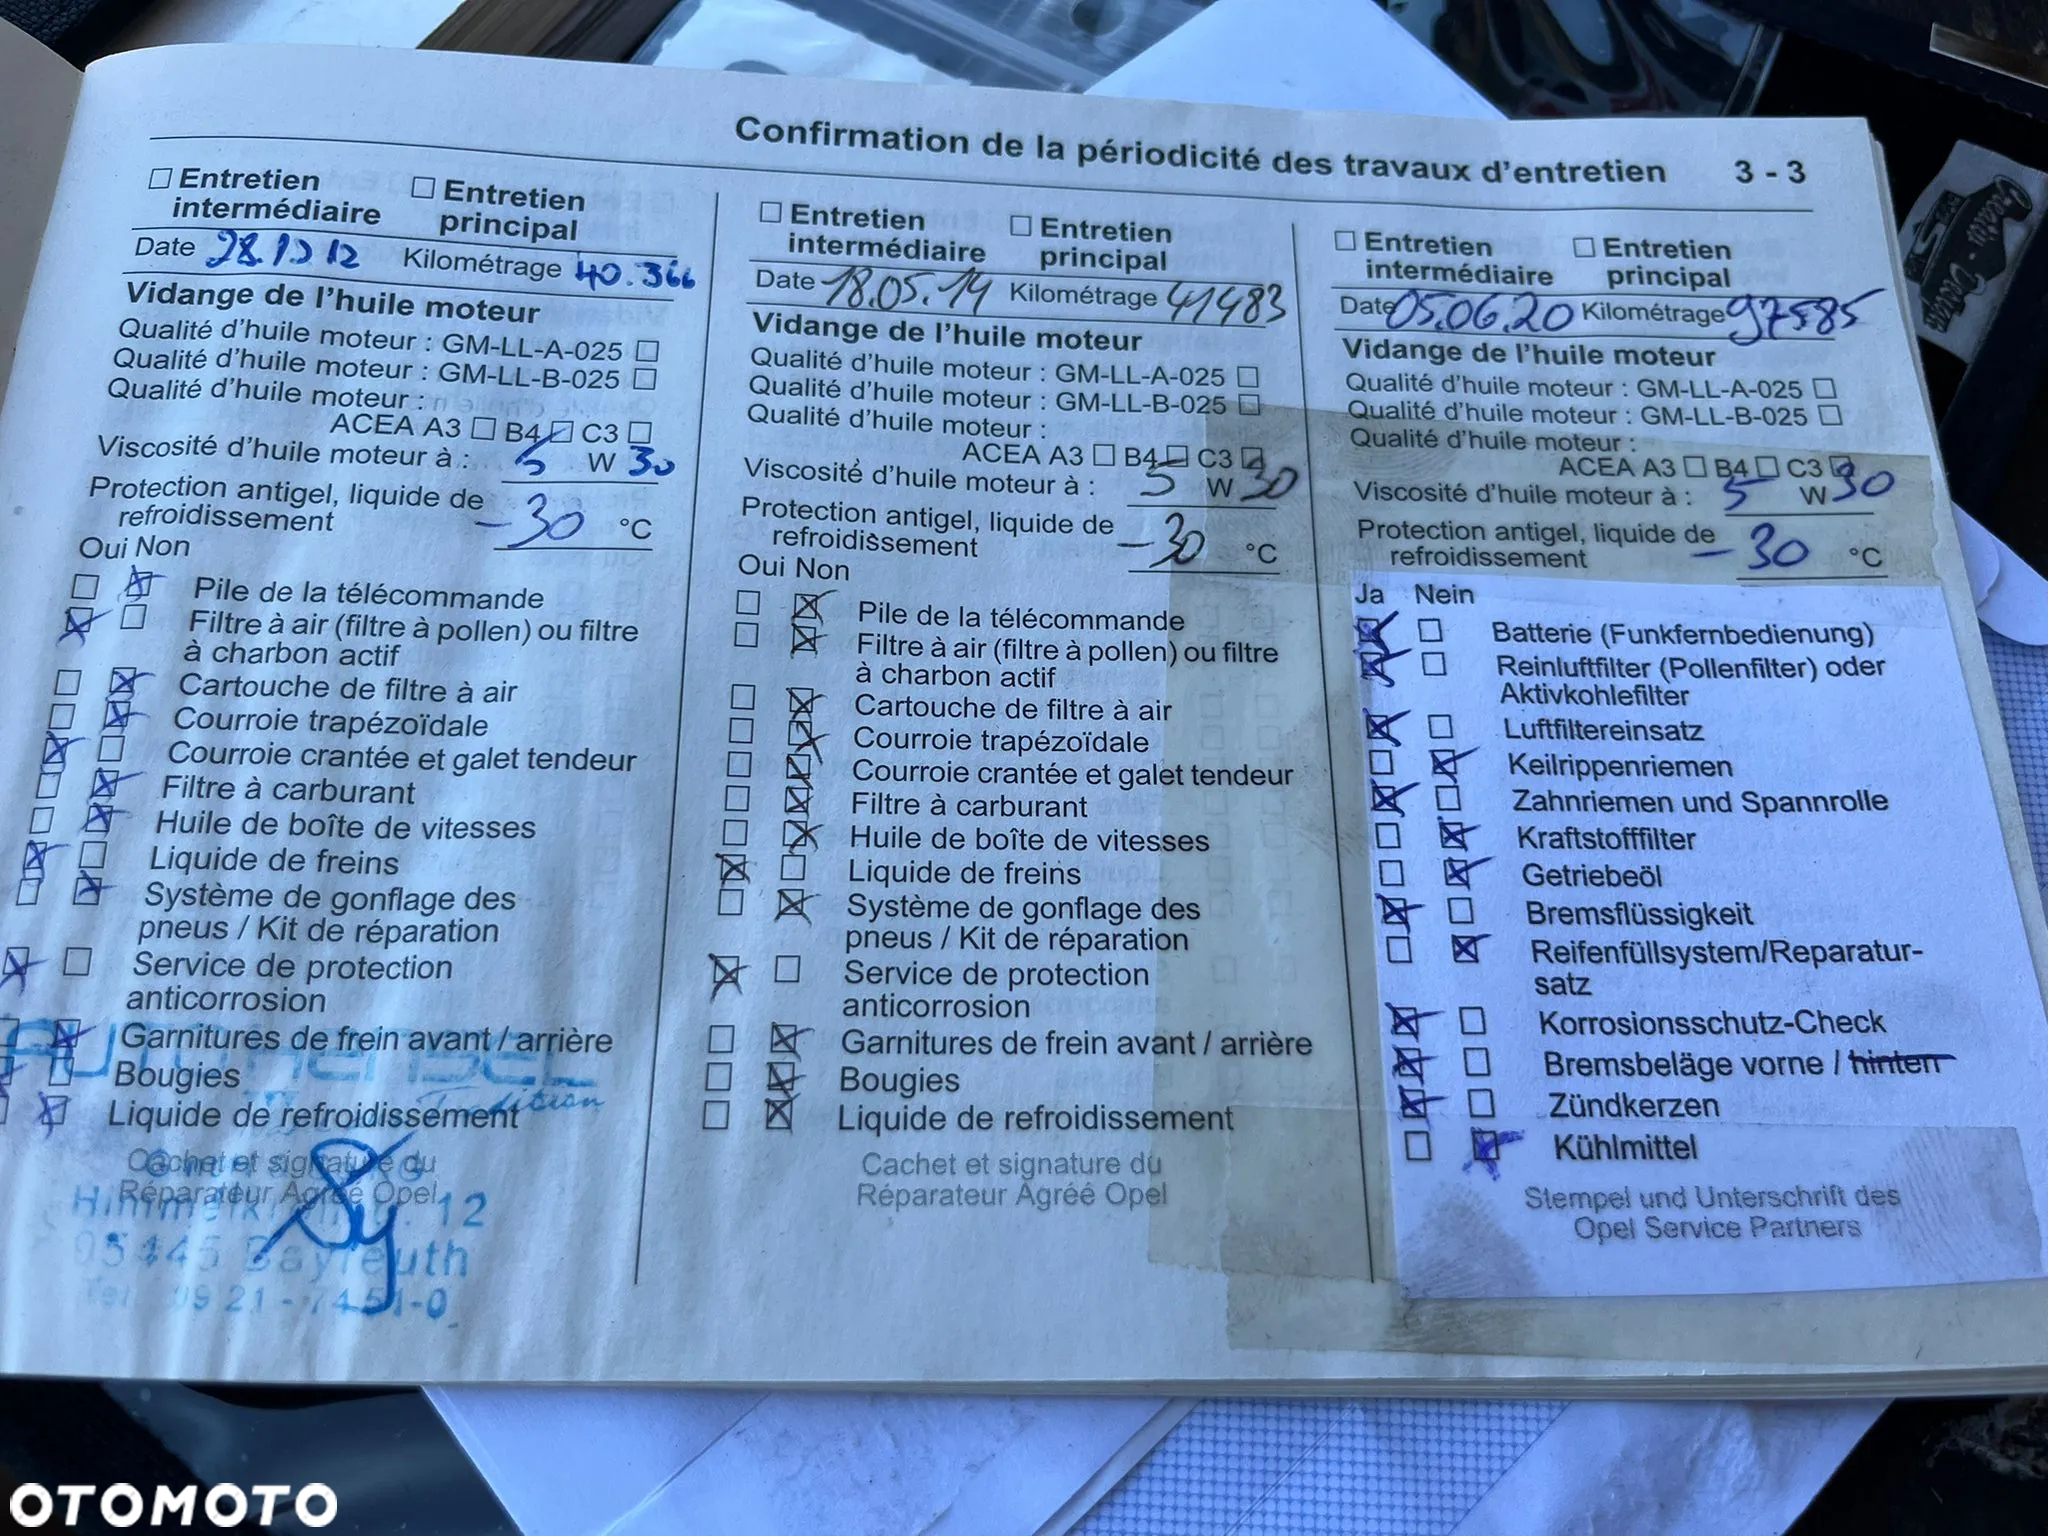 Confirmation de la périodicité des travaux d'entretien 3 - 3
Entretien intermédiaire
Entretien principal
Date 28.12 12 Kilométrage 40.366
Vidange de l'huile moteur
Qualité d'huile moteur : GM-LL-A-025
Qualité d'huile moteur : GM-LL-B-025
Qualité d'huile moteur :
ACEA A3 B4 C3
Viscosité d'huile moteur à : 5 W 30
Protection antigel, liquide de
refroidissement -30 °C
Oui Non
Pile de la télécommande
Filtre à air (filtre à pollen) ou filtre
à charbon actif
Cartouche de filtre à air
Courroie trapézoïdale
Courroie crantée et galet tendeur
Filtre à carburant
Huile de boîte de vitesses
Liquide de freins
Système de gonflage des
pneus / Kit de réparation
Service de protection
anticorrosion
Garnitures de frein avant / arrière
Bougies
Liquide de refroidissement
Cachet et signature du
Réparateur Agréé Opel
Tradition
12
Bayreuth
Entretien intermédiaire
Entretien principal
Date 18.05.14 Kilométrage 41483
Vidange de l'huile moteur
Qualité d'huile moteur : GM-LL-A-025
Qualité d'huile moteur : GM-LL-B-025
Qualité d'huile moteur :
ACEA A3 B4 C3
Viscosité d'huile moteur à : 5 W 30
Protection antigel, liquide de
refroidissement -30 °C
Oui Non
Pile de la télécommande
Filtre à air (filtre à pollen) ou filtre
à charbon actif
Cartouche de filtre à air
Courroie trapézoïdale
Courroie crantée et galet tendeur
Filtre à carburant
Huile de boîte de vitesses
Liquide de freins
Système de gonflage des
pneus / Kit de réparation
Service de protection
anticorrosion
Garnitures de frein avant / arrière
Bougies
Liquide de refroidissement
Cachet et signature du
Réparateur Agréé Opel
Entretien intermédiaire
Entretien principal
Date 05.06.20 Kilométrage 97585
Vidange de l'huile moteur
Qualité d'huile moteur : GM-LL-A-025
Qualité d'huile moteur : GM-LL-B-025
Qualité d'huile moteur :
ACEA A3 B4 C3
Viscosité d'huile moteur à : 5 W 30
Protection antigel, liquide de
refroidissement -30 °C
Ja Nein
Batterie (Funkfernbedienung)
Reinluftfilter (Pollenfilter) oder
Aktivkohlefilter
Luftfiltereinsatz
Keilrippenriemen
Zahnriemen und Spannrolle
Kraftstofffilter
Getriebeöl
Bremsflüssigkeit
Reifenfüllsystem/Reparatur-
satz
Korrosionsschutz-Check
Bremsbeläge vorne / hinten
Zündkerzen
Kühlmittel
Stempel und Unterschrift des
Opel Service Partners
OTOMOTO